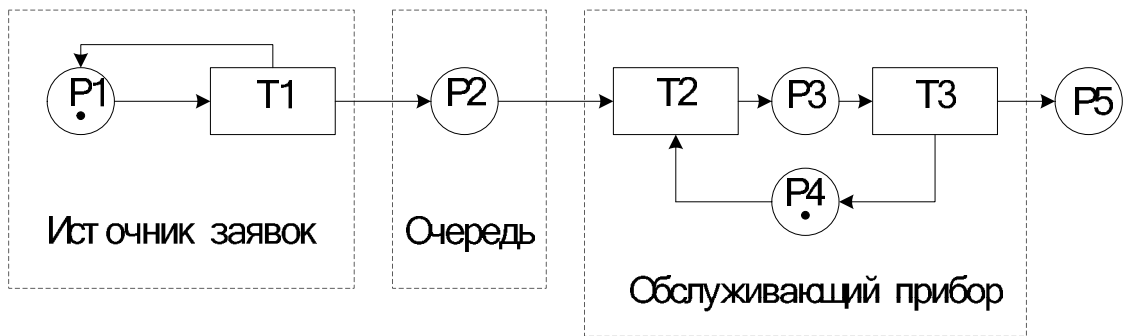 P1
T1
P2
T2
P3
T3
P5
P4
Источник заявок
Очередь
Обслуживающий прибор